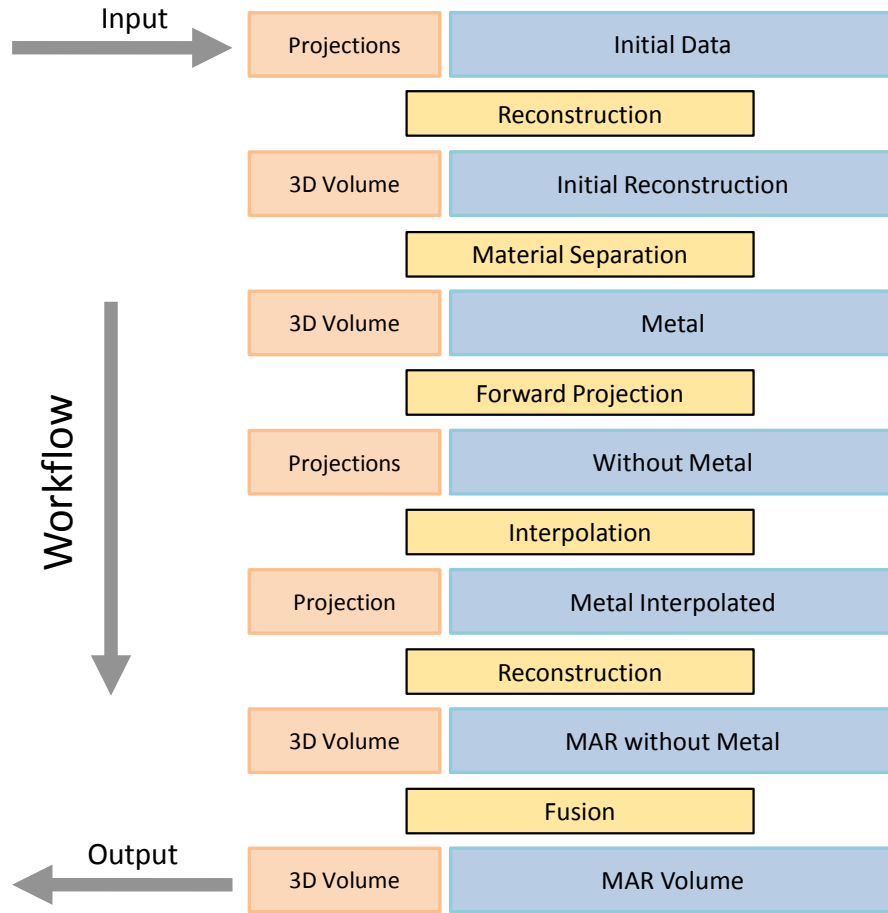 Input
Projections
Initial Data
Reconstruction
3D Volume
Initial Reconstruction
Material Separation
3D Volume
Metal
Forward Projection
Workflow
Projections
Without Metal
Interpolation
Projection
Metal Interpolated
Reconstruction
3D Volume
MAR without Metal
Fusion
Output
3D Volume
MAR Volume